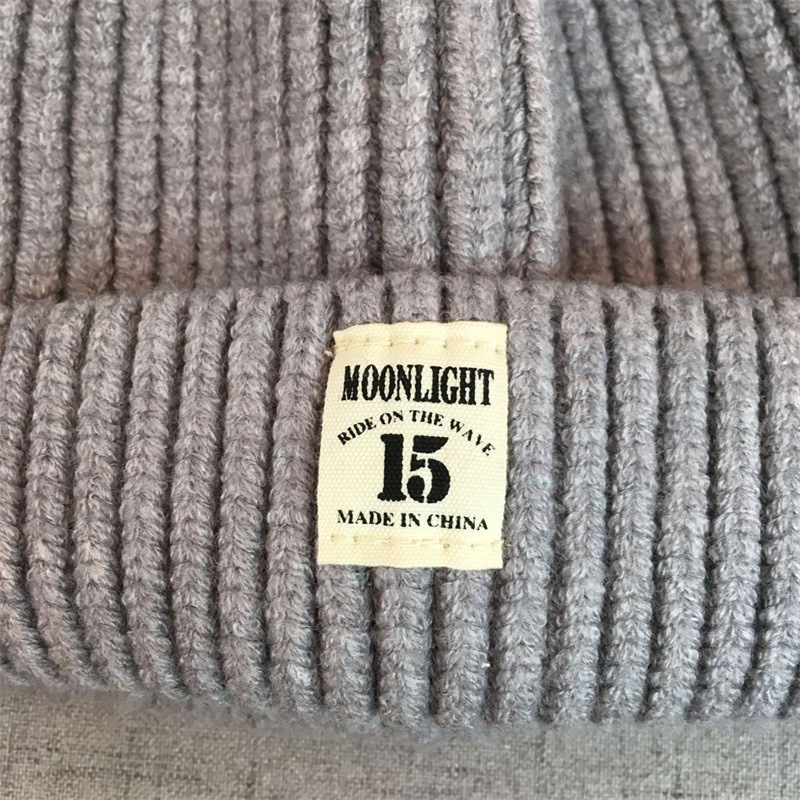 MOONLIGHT
RIDE ON THE WAVE
15
MADE IN CHINA